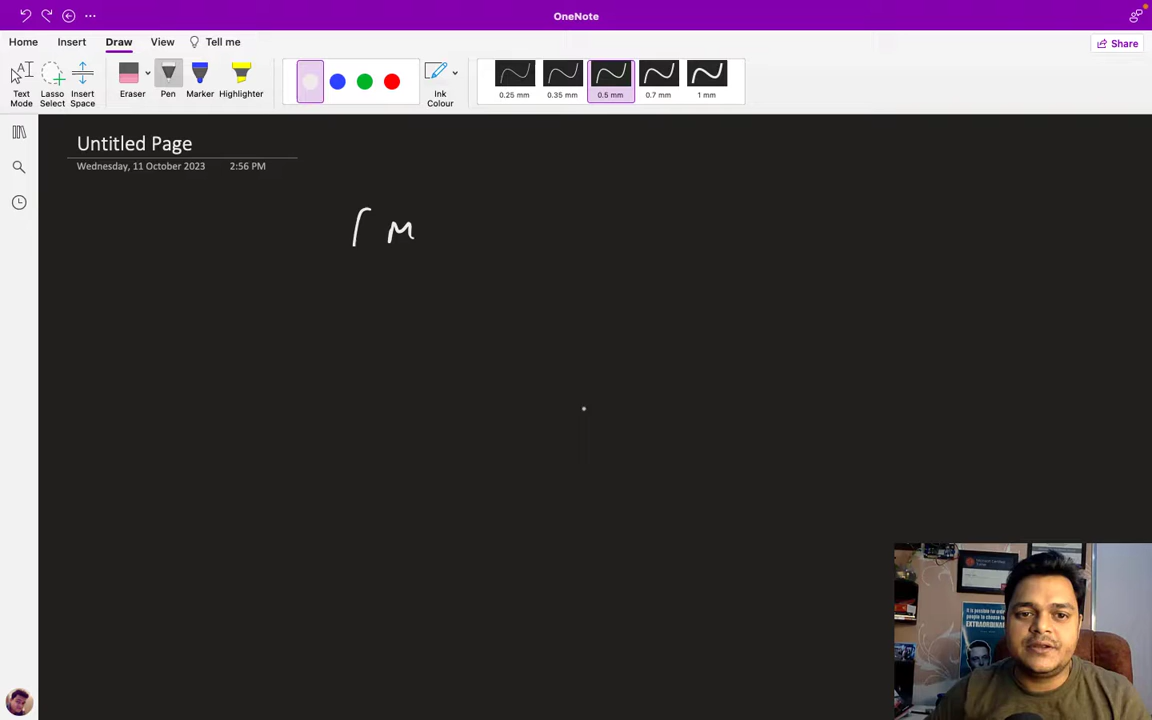 OneNote
Home Insert Draw View Tell me
Share
Text Mode
Lasso Select
Insert Space
Eraser
Pen
Marker
Highlighter
Ink Colour
0.25 mm
0.35 mm
0.5 mm
0.7 mm
1 mm
Untitled Page
Wednesday, 11 October 2023 2:56 PM
M
EXTRAORDINA